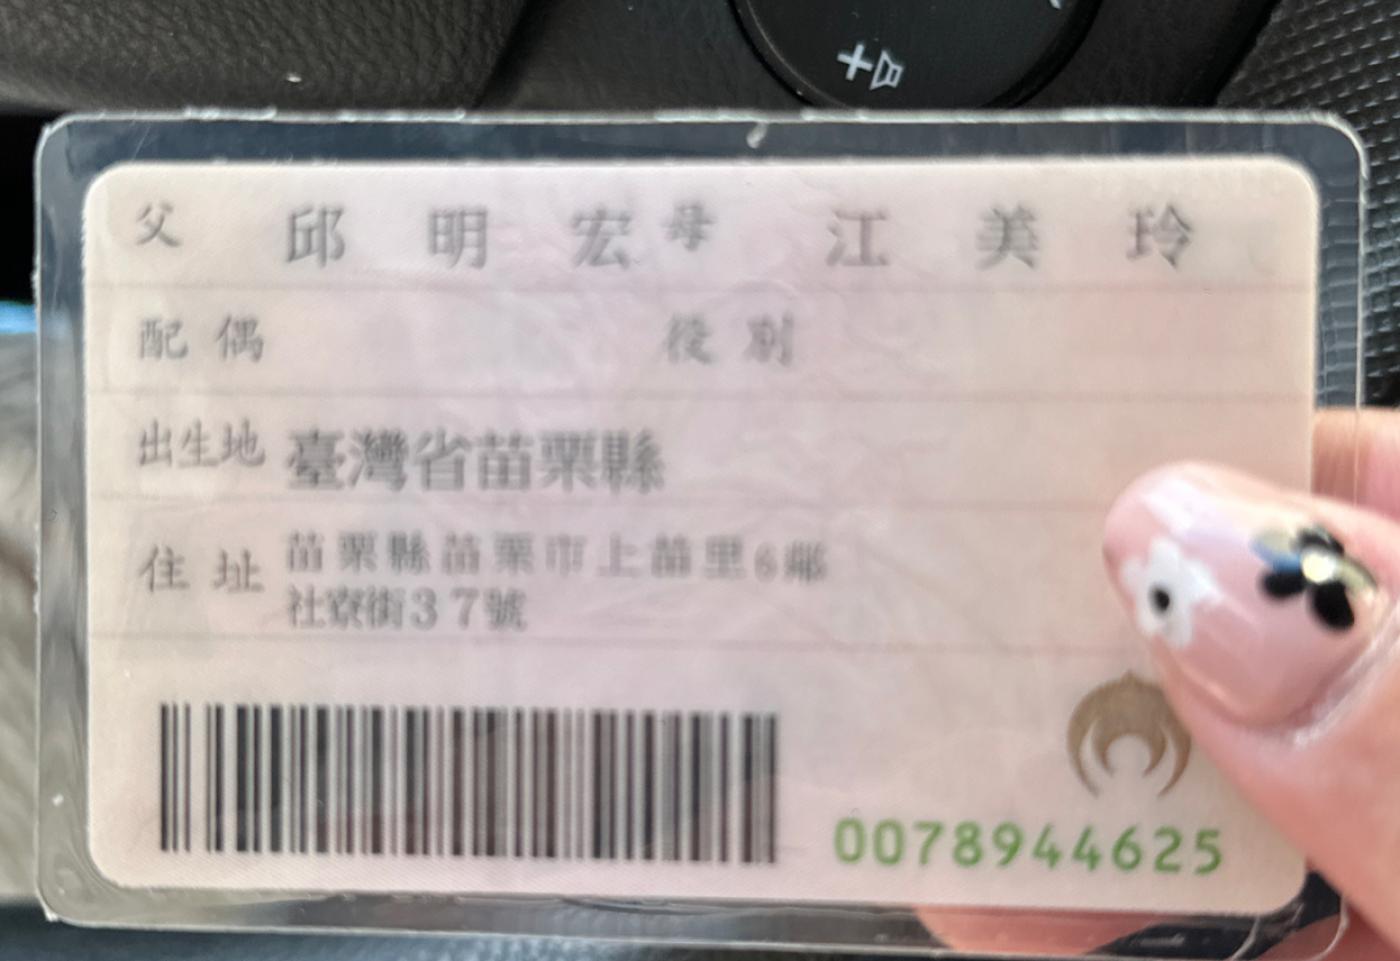 父 邱明宏 母 江美玲
配偶 役別
出生地 臺灣省苗栗縣
住址 苗栗縣苗栗市上苗里6鄰
社寮街37號
0078944625